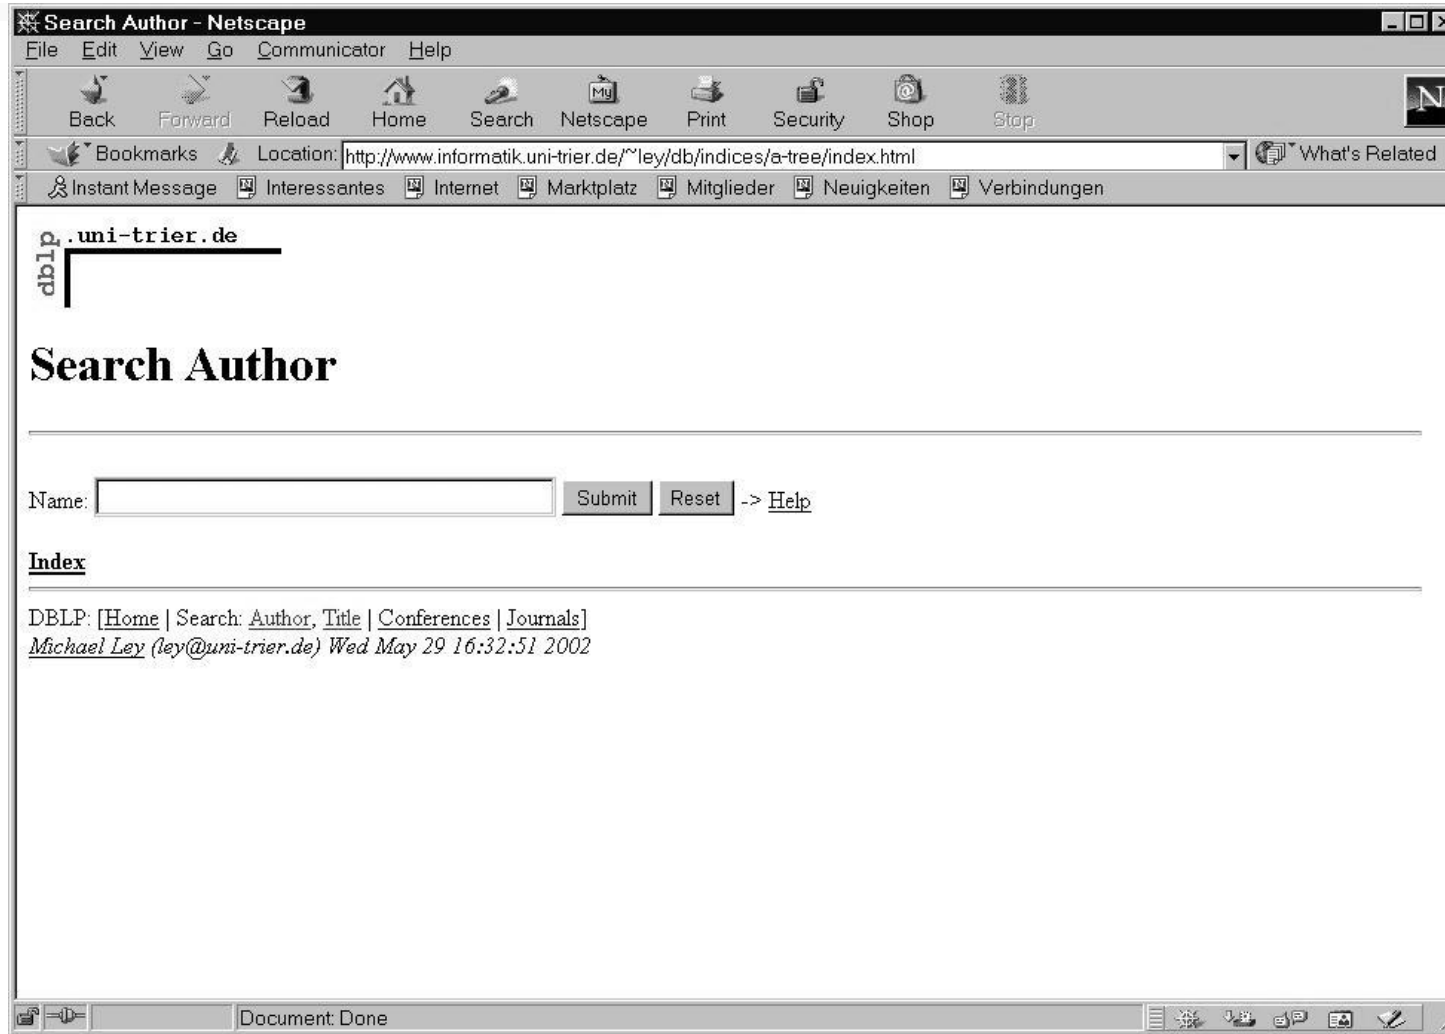 Search Author - Netscape
File Edit View Go Communicator Help
Back Forward Reload Home Search Netscape Print Security Shop Stop
My
N
Bookmarks Location: http://www.informatik.uni-trier.de/~ley/db/indices/a-tree/index.html What's Related
Instant Message Interessantes Internet Marktplatz Mitglieder Neuigkeiten Verbindungen
dblp .uni-trier.de
Search Author
Name: Submit Reset -> Help
Index
DBLP: [Home | Search: Author, Title | Conferences | Journals]
Michael Ley (ley@uni-trier.de) Wed May 29 16:32:51 2002
Document: Done